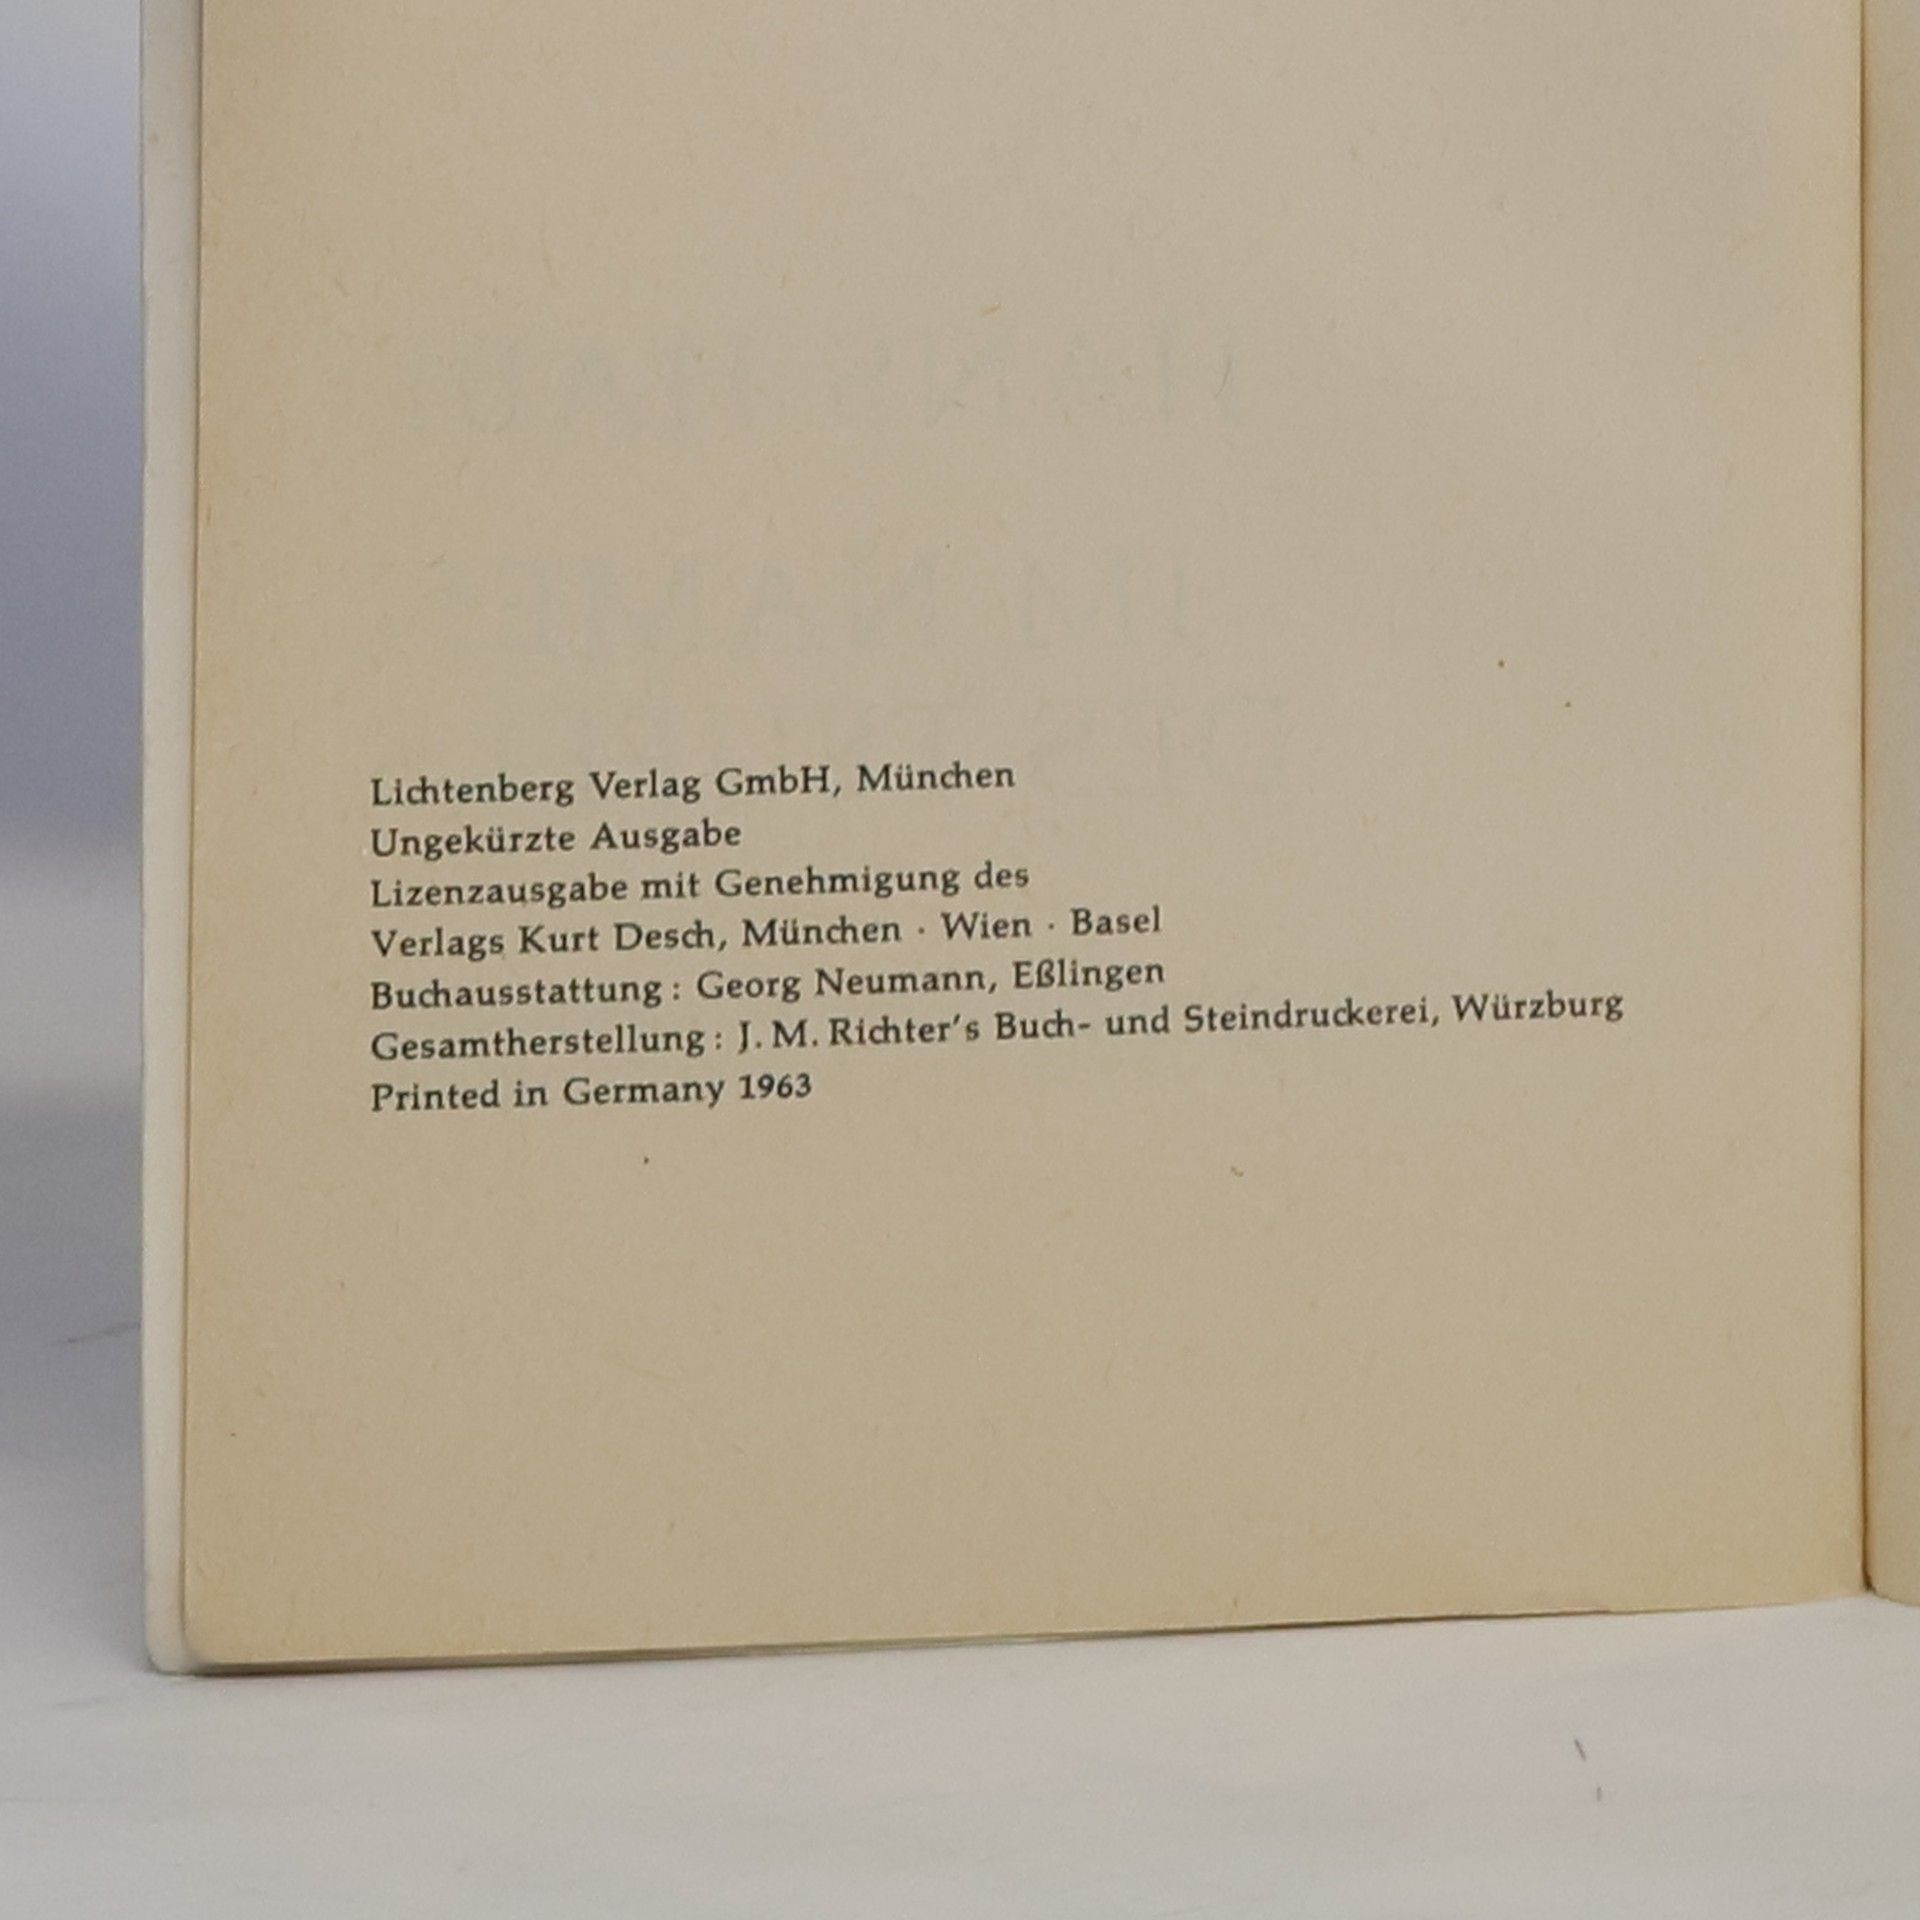 Lichtenberg Verlag GmbH, München
Ungekürzte Ausgabe
Lizenzausgabe mit Genehmigung des
Verlags Kurt Desch, München · Wien · Basel
Buchausstattung: Georg Neumann, Eßlingen
Gesamtherstellung: J. M. Richter's Buch- und Steindruckerei, Würzburg
Printed in Germany 1963